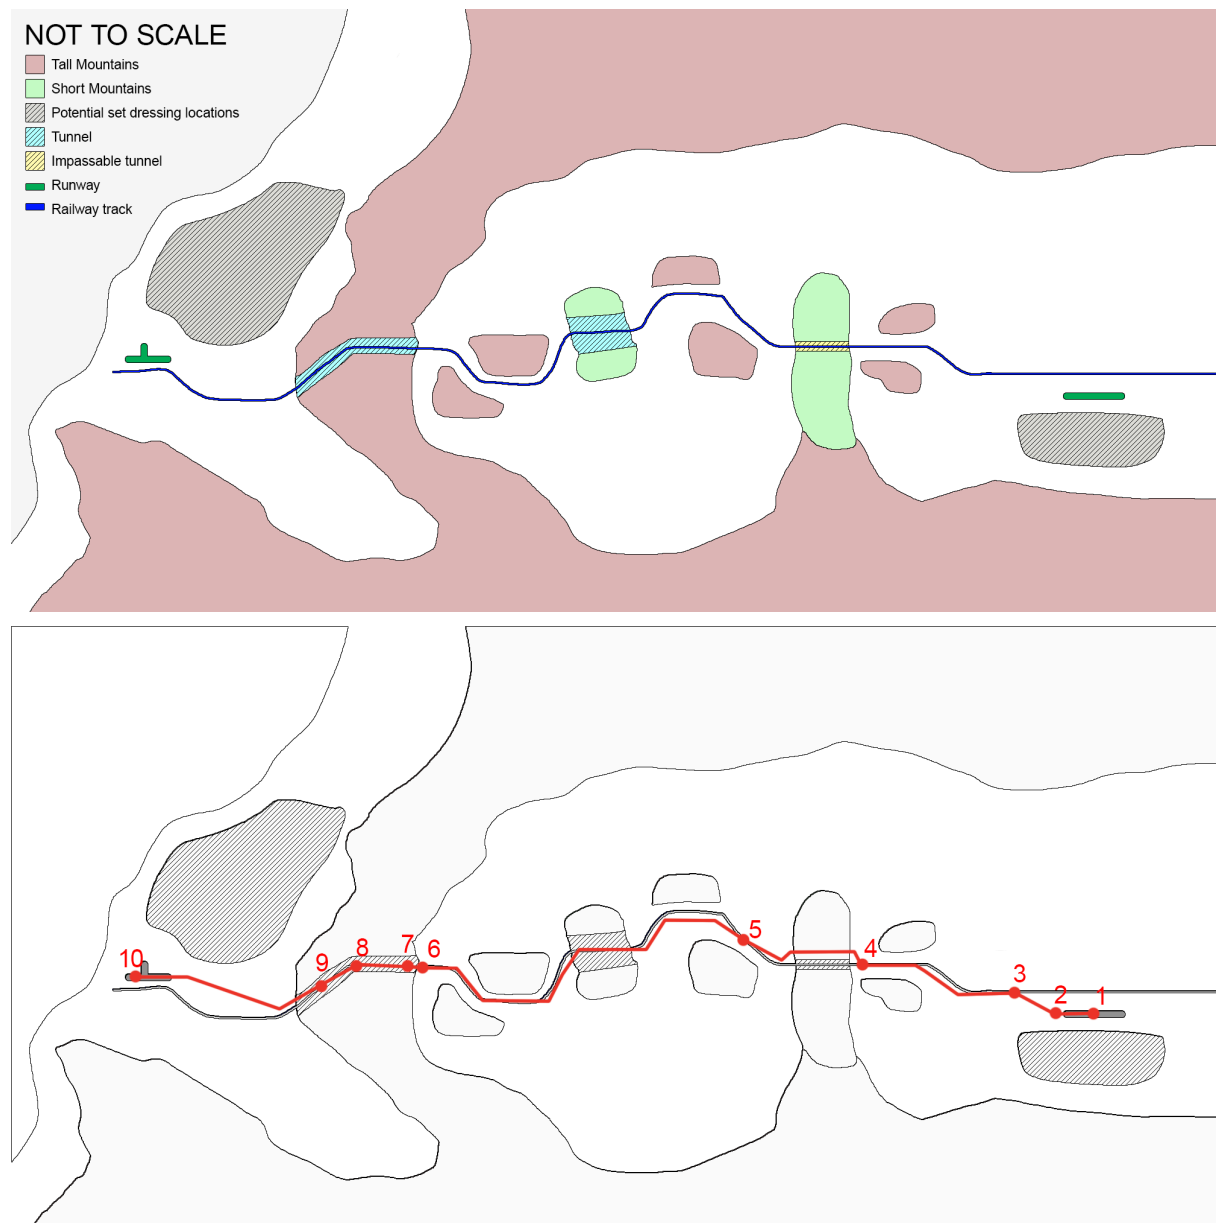 NOT TO SCALE
Tall Mountains
Short Mountains
Potential set dressing locations
Tunnel
Impassable tunnel
Runway
Railway track
5
10
9
8
7
6
4
3
2
1